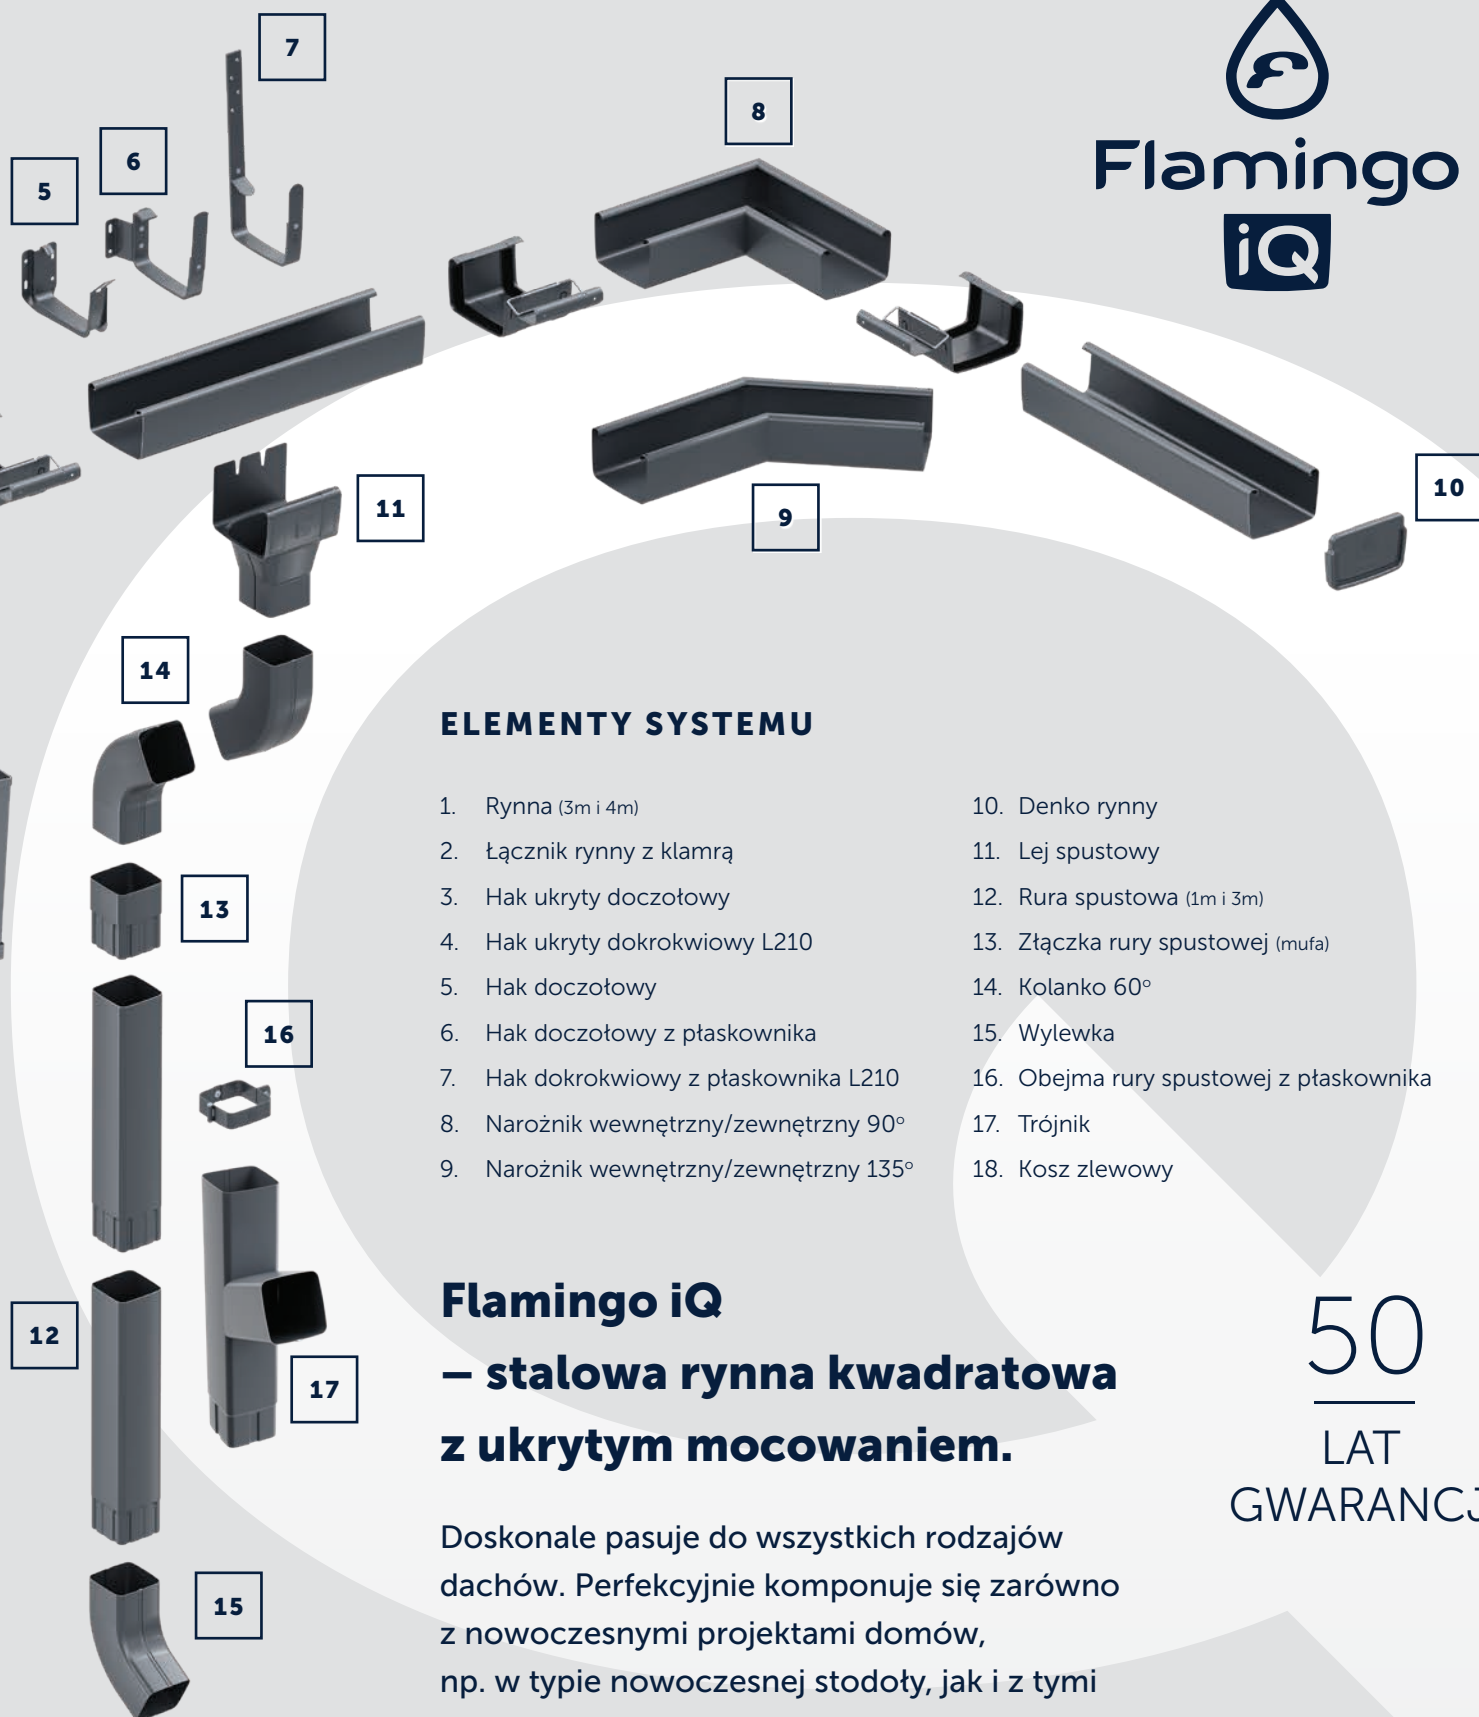 7
8
6
5
Flamingo
iQ
10
11
9
14
ELEMENTY SYSTEMU
1. Rynna (3m i 4m)
2. Łącznik rynny z klamrą
3. Hak ukryty doczołowy
4. Hak ukryty dokrokwiowy L210
5. Hak doczołowy
6. Hak doczołowy z płaskownika
7. Hak dokrokwiowy z płaskownika L210
8. Narożnik wewnętrzny/zewnętrzny 90°
9. Narożnik wewnętrzny/zewnętrzny 135°
10. Denko rynny
11. Lej spustowy
12. Rura spustowa (1m i 3m)
13. Złączka rury spustowej (mufa)
14. Kolanko 60°
15. Wylewka
16. Obejma rury spustowej z płaskownika
17. Trójnik
18. Kosz zlewowy
13
16
12
17
15
Flamingo iQ
– stalowa rynna kwadratowa
z ukrytym mocowaniem.
50
LAT
GWARANCJ
Doskonale pasuje do wszystkich rodzajów
dachów. Perfekcyjnie komponuje się zarówno
z nowoczesnymi projektami domów,
np. w typie nowoczesnej stodoły, jak i z tymi